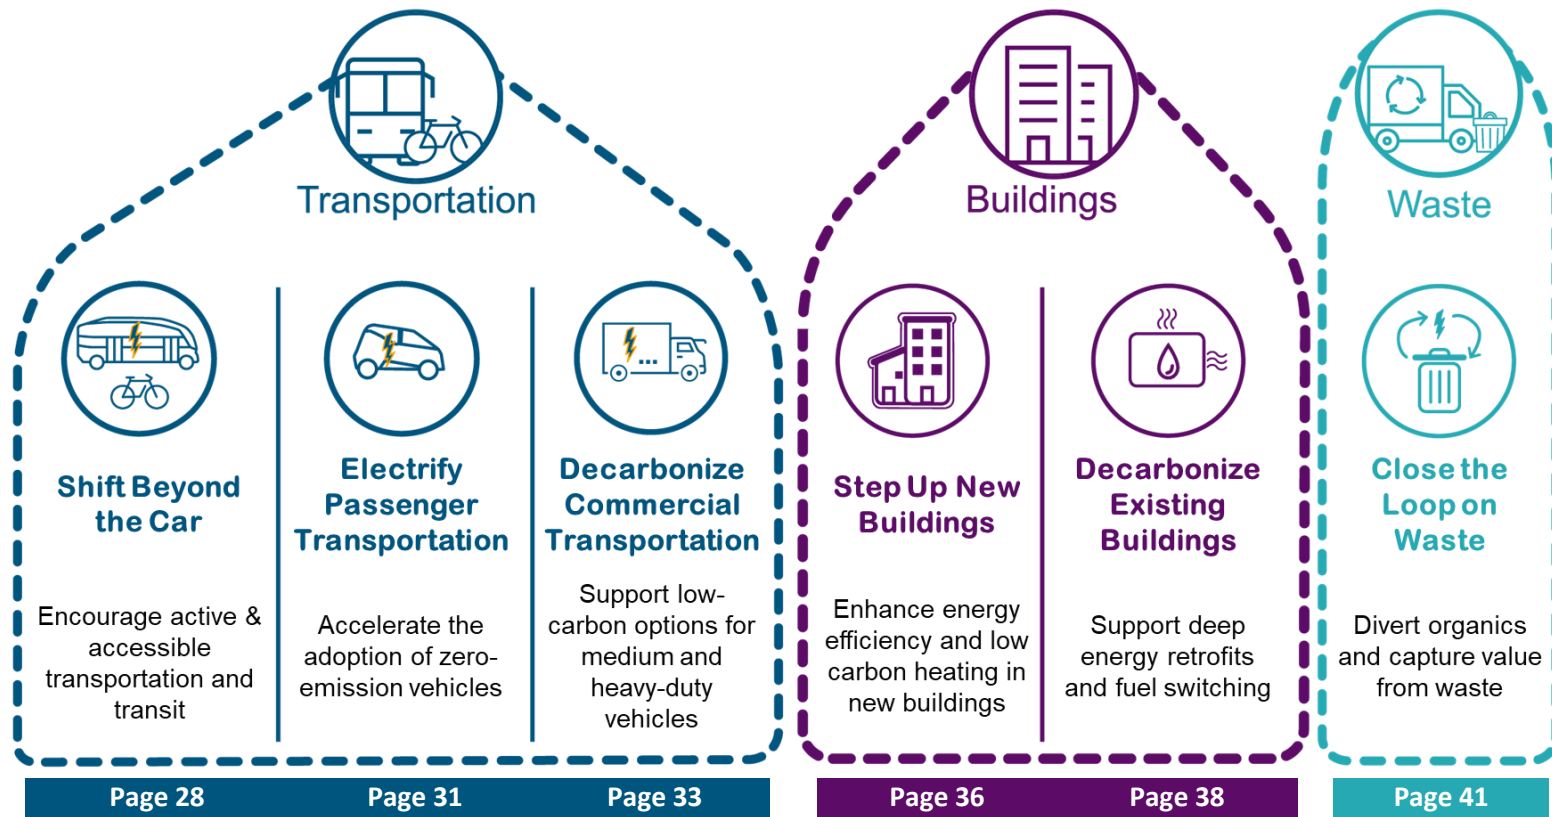 Transportation
Buildings
Waste
Shift Beyond
the Car
Encourage active &
accessible
transportation and
transit
Electrify
Passenger
Transportation
Accelerate the
adoption of zero-
emission vehicles
Decarbonize
Commercial
Transportation
Support low-
carbon options for
medium and
heavy-duty
vehicles
Step Up New
Buildings
Enhance energy
efficiency and low
carbon heating in
new buildings
Decarbonize
Existing
Buildings
Support deep
energy retrofits
and fuel switching
Close the
Loop on
Waste
Divert organics
and capture value
from waste
Page 28
Page 31
Page 33
Page 36
Page 38
Page 41